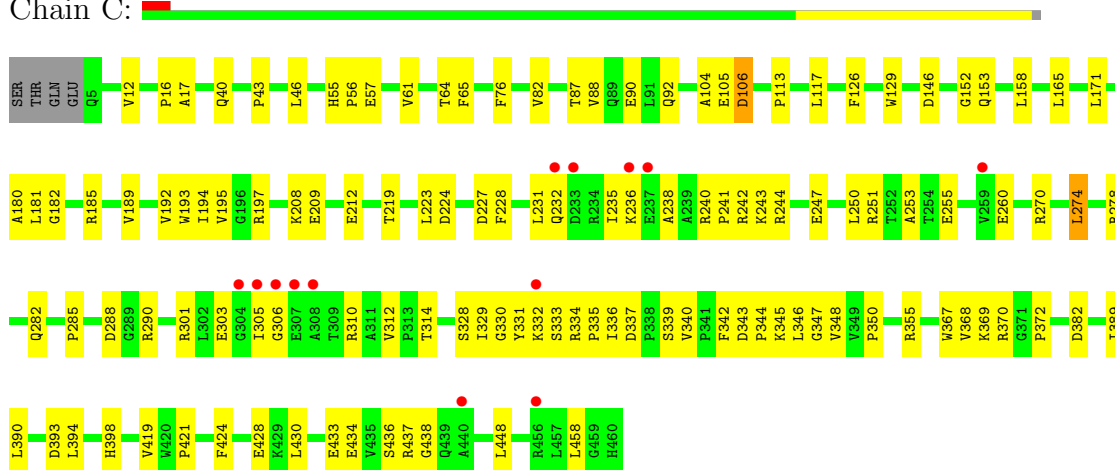 Chain C:
SER THR GLN GLU Q5 V12 P16 A17 Q40 P43 L46 H55 P56 E57 V61 T64 F65 F76 V82 T87 V88 Q89 E90 L91 Q92 A104 E105 D106 P113 L117 F126 W129 D146 G152 Q153 L158 L165 L171
A180 L181 G182 R185 V189 V192 W193 I194 V195 G196 R197 K208 E209 E212 T219 L223 D224 D227 F228 L231 Q232 D233 R234 I235 K236 E237 A238 A239 R240 P241 R242 K243 R244 E247 L250 R251 T252 A253 T254 E255 V259 E260 R270 L274
Q282 P285 D288 G289 R290 R301 L302 E303 G304 I305 G306 E307 A308 T309 R310 A311 V312 P313 T314 S328 I329 G330 Y331 K332 S333 R334 P335 I336 D337 P338 S339 V340 P341 F342 D343 P344 K345 L346 G347 V348 V349 P350 R355 W367 V368 K369 R370 G371 P372 D382
L390 D393 L394 H398 V419 W420 P421 F424 E428 K429 L430 E433 E434 V435 S436 R437 G438 Q439 A440 L448 R456 L457 L458 G459 H460